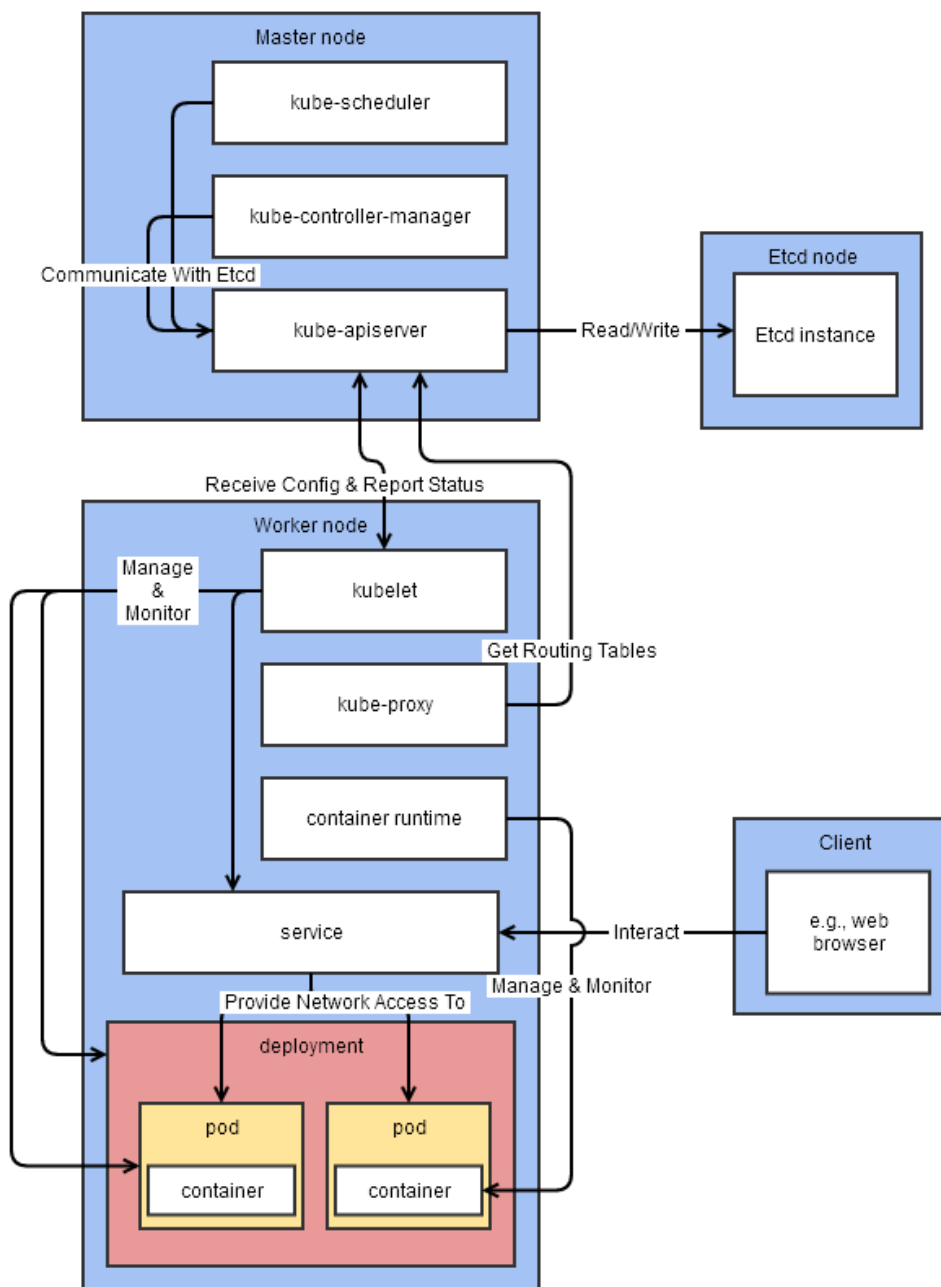 Master node
kube-scheduler
kube-controller-manager
Communicate With Etcd
kube-apiserver
Read/Write
Etcd node
Etcd instance
Receive Config & Report Status
Worker node
Manage
&
Monitor
kubelet
Get Routing Tables
kube-proxy
container runtime
Client
e.g., web
browser
service
Interact
Manage & Monitor
Provide Network Access To
deployment
pod
pod
container
container